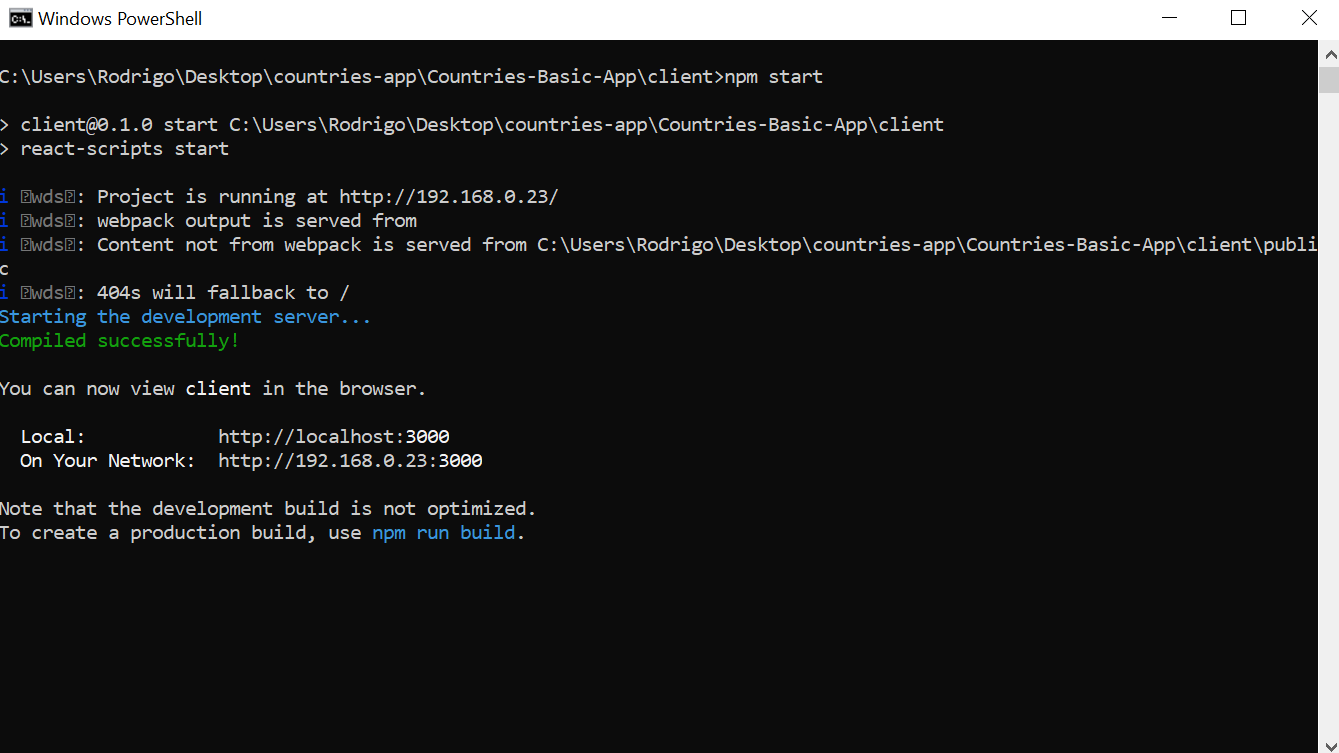 Windows PowerShell
C:\Users\Rodrigo\Desktop\countries-app\Countries-Basic-App\client>npm start
> client@0.1.0 start C:\Users\Rodrigo\Desktop\countries-app\Countries-Basic-App\client
> react-scripts start
i ⍰wds⍰: Project is running at http://192.168.0.23/
i ⍰wds⍰: webpack output is served from
i ⍰wds⍰: Content not from webpack is served from C:\Users\Rodrigo\Desktop\countries-app\Countries-Basic-App\client\publi
c
i ⍰wds⍰: 404s will fallback to /
Starting the development server...
Compiled successfully!
You can now view client in the browser.
Local:            http://localhost:3000
On Your Network:  http://192.168.0.23:3000
Note that the development build is not optimized.
To create a production build, use npm run build.